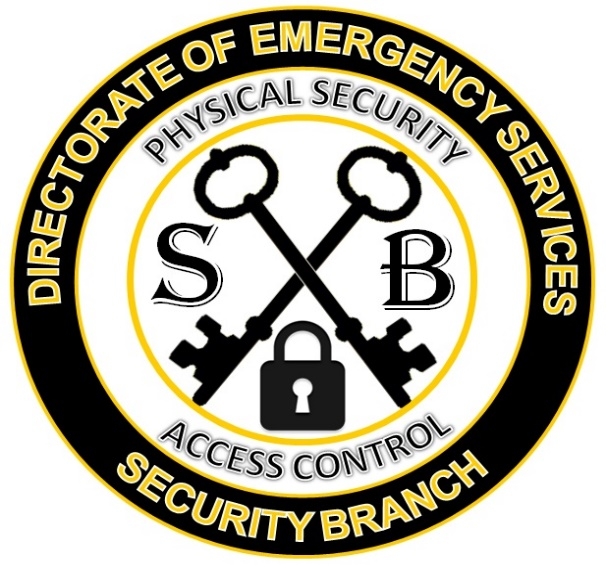 DIRECTORATE OF EMERGENCY SERVICES
PHYSICAL SECURITY
S B
ACCESS CONTROL
SECURITY BRANCH